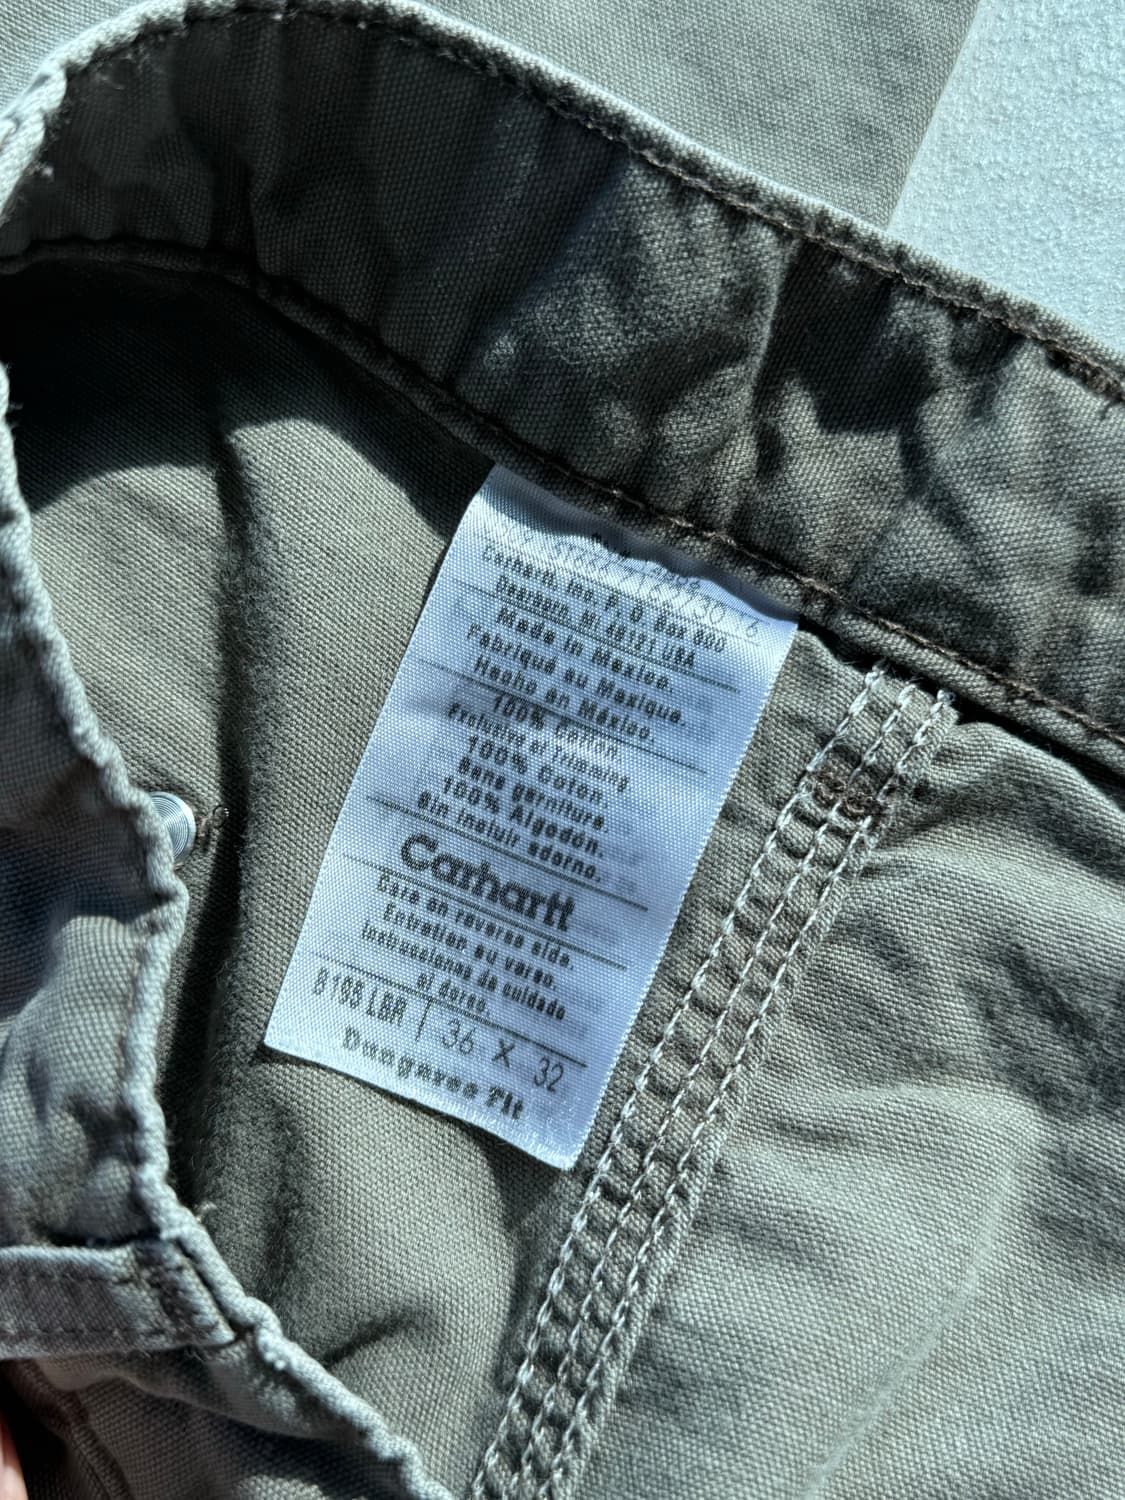 Carhartt, Inc. P. O. Box 600
Dearborn, MI 48121 USA
Made in Mexico.
Fabriqué au Mexique.
Hecho en México.
100% Cotton.
Exclusive of Trimming
100% Coton.
Sans garniture.
100% Algodón.
Sin incluir adorno.
Carhartt
Care on reverse side.
Entretien au verso.
Instrucciones de cuidado
al dorso.
B198 LBR 36 X 32
Dungaree Fit